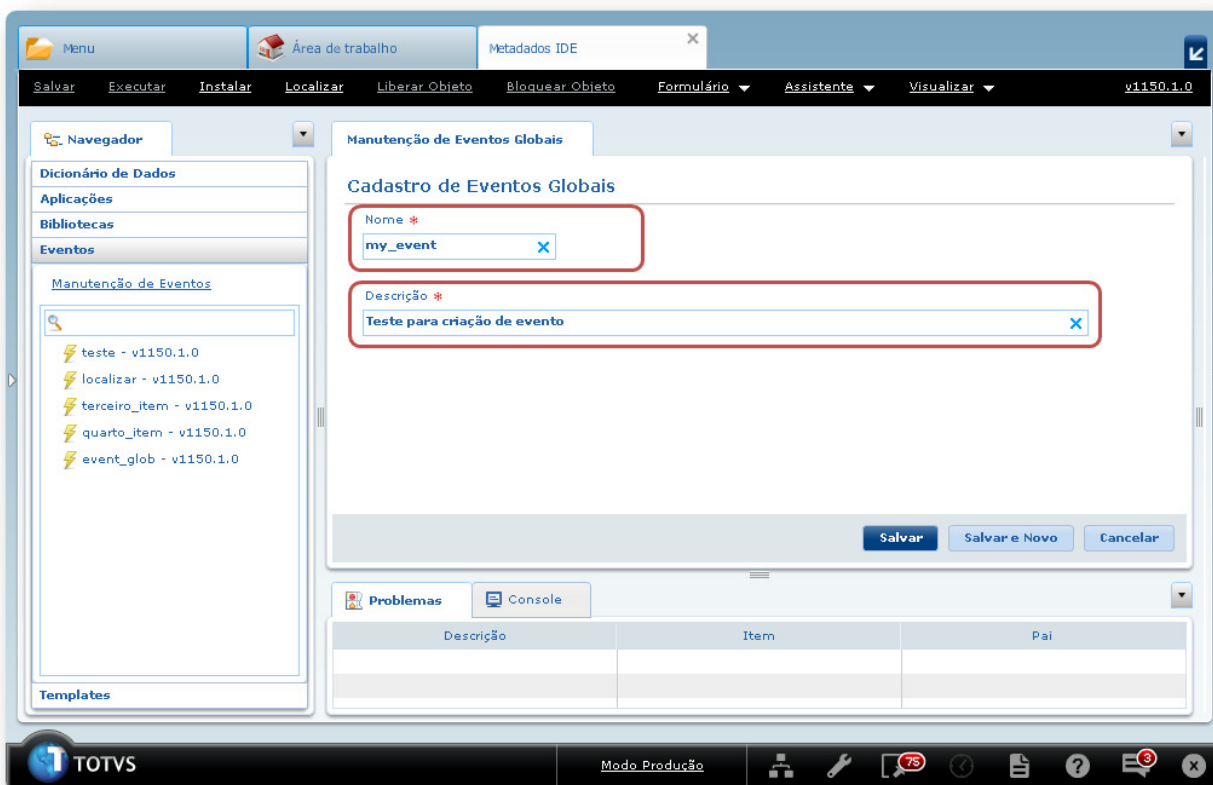 Menu
Área de trabalho
Metadados IDE
Salvar Executar Instalar Localizar Liberar Objeto Bloquear Objeto Formulário Assistente Visualizar v1150.1.0
Navegador
Dicionário de Dados
Aplicações
Bibliotecas
Eventos
Manutenção de Eventos
teste - v1150.1.0
localizar - v1150.1.0
terceiro_item - v1150.1.0
quarto_item - v1150.1.0
event_glob - v1150.1.0
Templates
Manutenção de Eventos Globais
Cadastro de Eventos Globais
Nome *
my_event
Descrição *
Teste para criação de evento
Salvar Salvar e Novo Cancelar
Problemas Console
Descrição Item Pai
TOTVS
Modo Produção
75
3